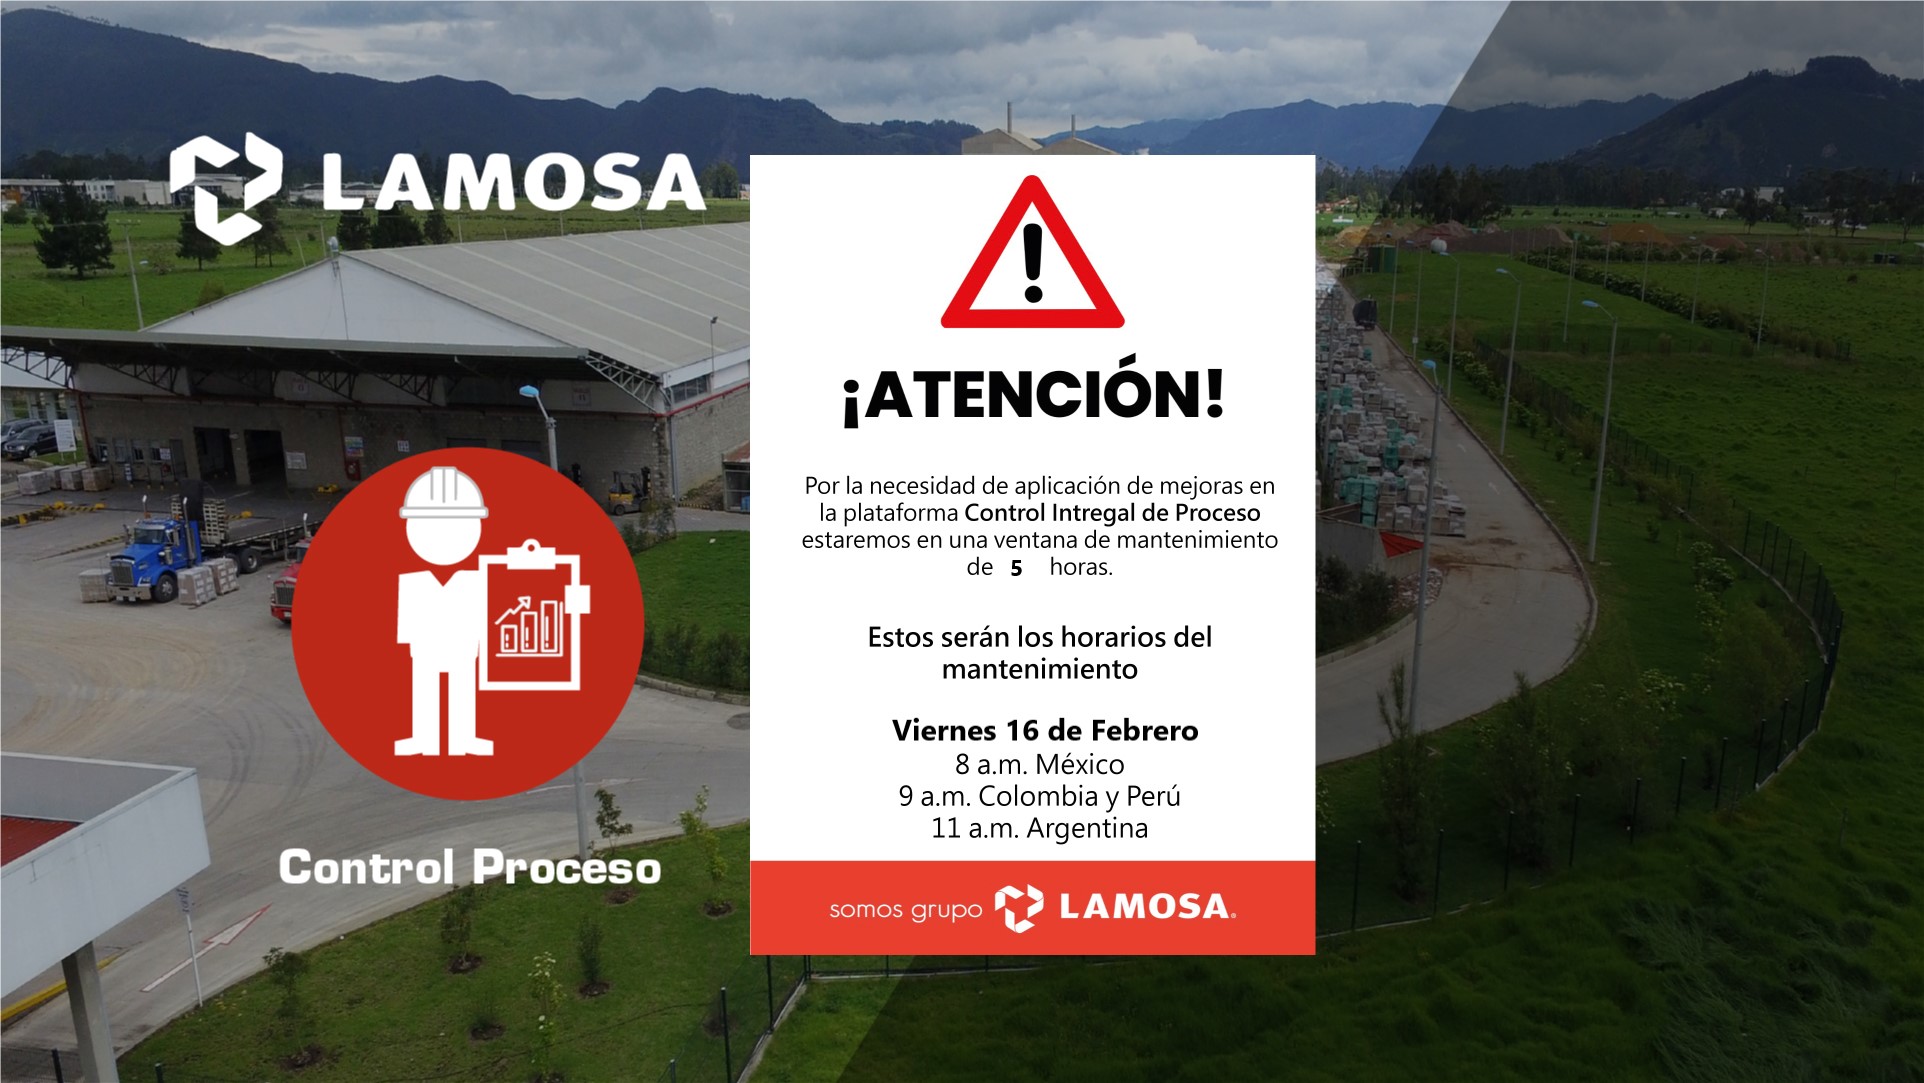 LAMOSA
Control Proceso
¡ATENCIÓN!
Por la necesidad de aplicación de mejoras en
la plataforma Control Intregal de Proceso
estaremos en una ventana de mantenimiento
de 5 horas.
Estos serán los horarios del
mantenimiento
Viernes 16 de Febrero
8 a.m. México
9 a.m. Colombia y Perú
11 a.m. Argentina
somos grupo LAMOSA®